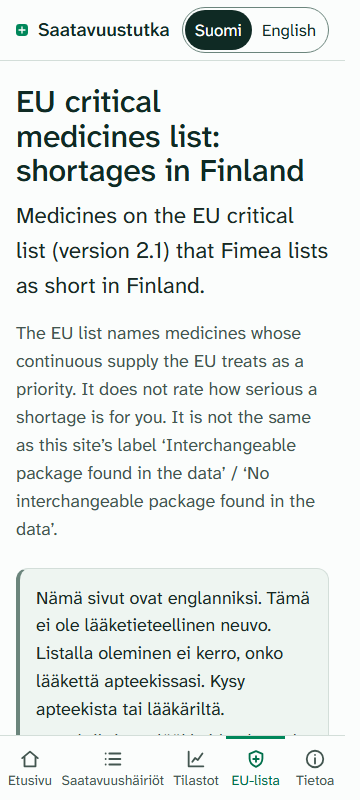 Saatavuustutka
Suomi
English
EU critical
medicines list:
shortages in Finland
Medicines on the EU critical
list (version 2.1) that Fimea lists
as short in Finland.
The EU list names medicines whose
continuous supply the EU treats as a
priority. It does not rate how serious a
shortage is for you. It is not the same
as this site’s label ‘Interchangeable
package found in the data’ / ‘No
interchangeable package found in the
data’.
Nämä sivut ovat englanniksi. Tämä
ei ole lääketieteellinen neuvo.
Listalla oleminen ei kerro, onko
lääkettä apteekissasi. Kysy
apteekista tai lääkäriltä.
Etusivu
Saatavuushäiriöt
Tilastot
EU-lista
Tietoa